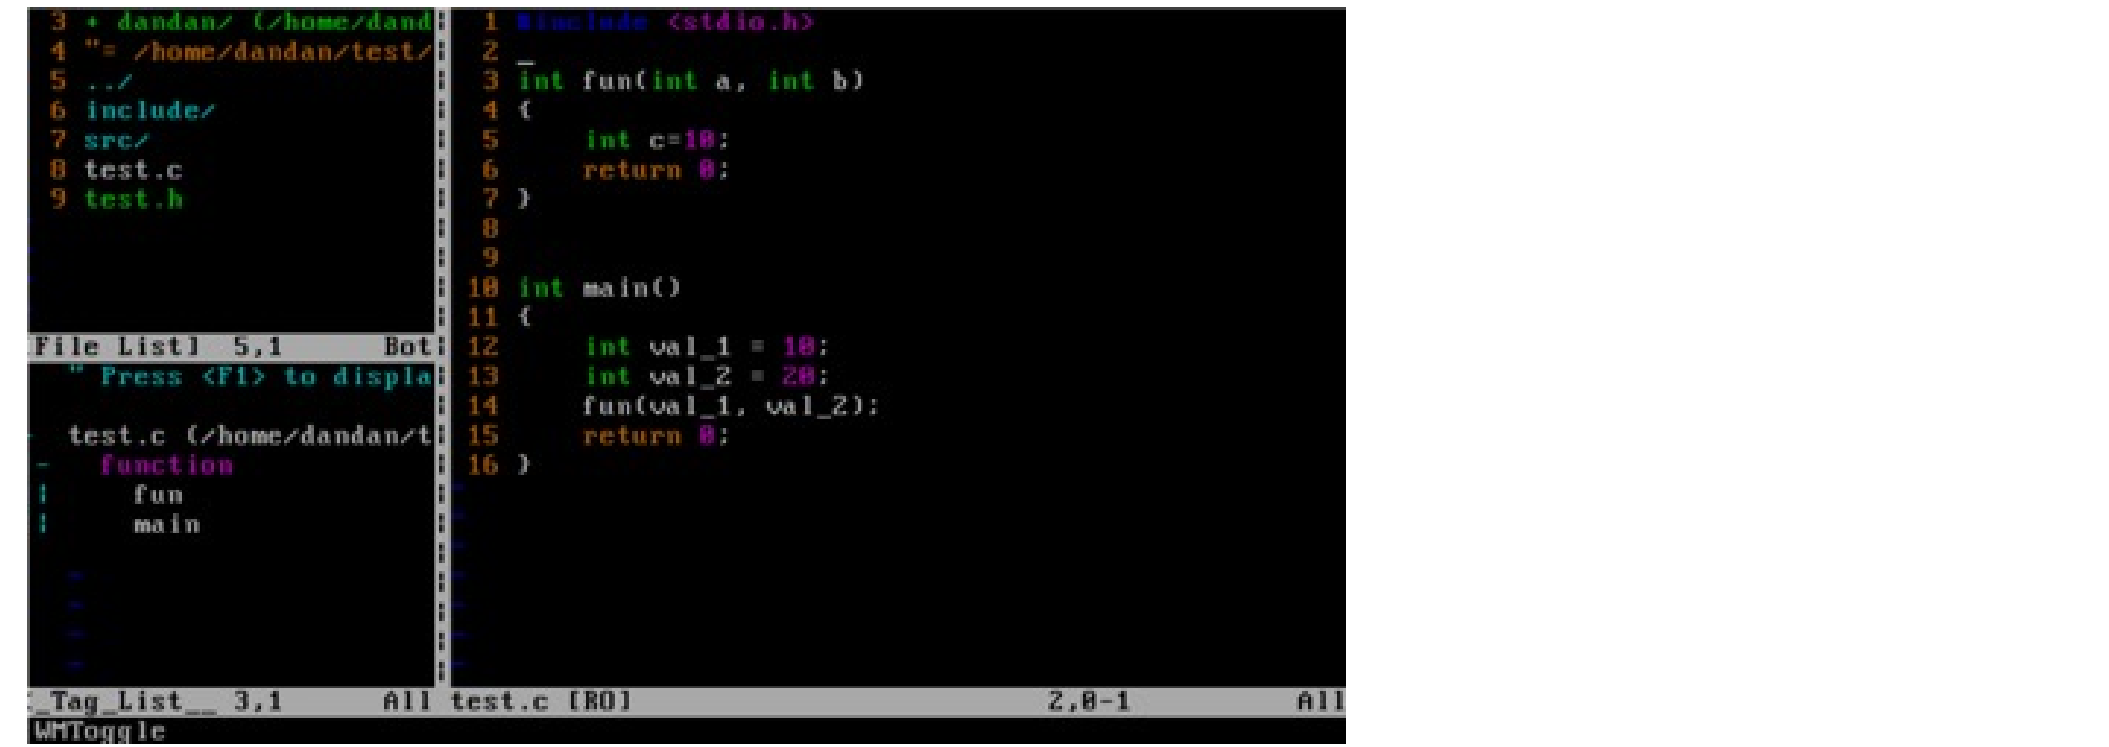 3 + dandan/ (/home/dand
4 "= /home/dandan/test/
5 ../
6 include/
7 src/
8 test.c
9 test.h
File List] 5,1 Bot
" Press <F1> to displa
test.c (/home/dandan/t
- function
| fun
| main
_Tag_List__ 3,1 All
1 #include <stdio.h>
2
3 int fun(int a, int b)
4 {
5 int c=10;
6 return 0;
7 }
8
9
10 int main()
11 {
12 int val_1 = 10;
13 int val_2 = 20;
14 fun(val_1, val_2);
15 return 0;
16 }
test.c [RO] 2,0-1 All
WMToggle